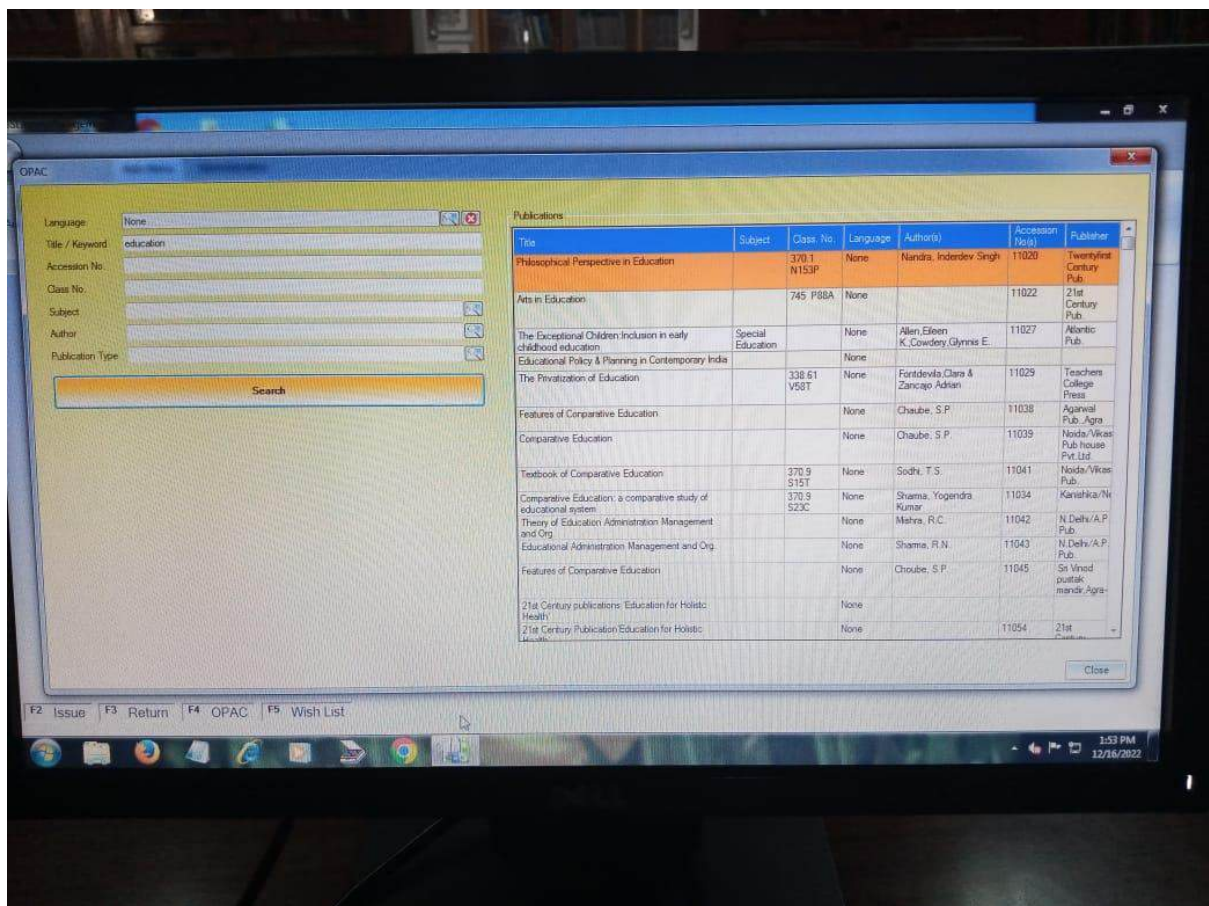 OPAC
Language None
Title / Keyword education
Accession No.
Class No.
Subject
Author
Publication Type
Search
Publications
Title Subject Class. No. Language Author(s) Accession No(s) Publisher
Philosophical Perspective in Education 370.1 N153P None Nandra, Inderdev Singh 11020 Twentyfirst Century Pub.
Arts in Education 745 P88A None 11022 21st Century Pub.
The Exceptional Children:Inclusion in early childhood education Special Education None Allen,Eileen K.;Cowdery,Glynnis E. 11027 Atlantic Pub.
Educational Policy & Planning in Contemporary India None
The Privatization of Education 338.61 V58T None Fontdevila,Clara & Zancajo Adrian 11029 Teachers College Press
Features of Comparative Education None Chaube, S.P. 11038 Agarwal Pub.,Agra
Comparative Education None Chaube, S.P. 11039 Noida/Vikas Pub house Pvt.Ltd.
Textbook of Comparative Education 370.9 S15T None Sodhi, T.S. 11041 Noida/Vikas Pub.
Comparative Education: a comparative study of educational system 370.9 S23C None Sharma, Yogendra Kumar 11034 Kanishka/Ne
Theory of Education Administration Management and Org. None Mishra, R.C. 11042 N.Delhi/A.P. Pub.
Educational Administration Management and Org. None Sharma, R.N. 11043 N.Delhi/A.P. Pub.
Features of Comparative Education None Choube, S.P. 11045 Sri Vinod pustak mandir,Agra-
21st Century publications 'Education for Holistic Health' None
21st Century Publication'Education for Holistic None 11054 21st
Close
F2 Issue F3 Return F4 OPAC F5 Wish List
1:53 PM
12/16/2022